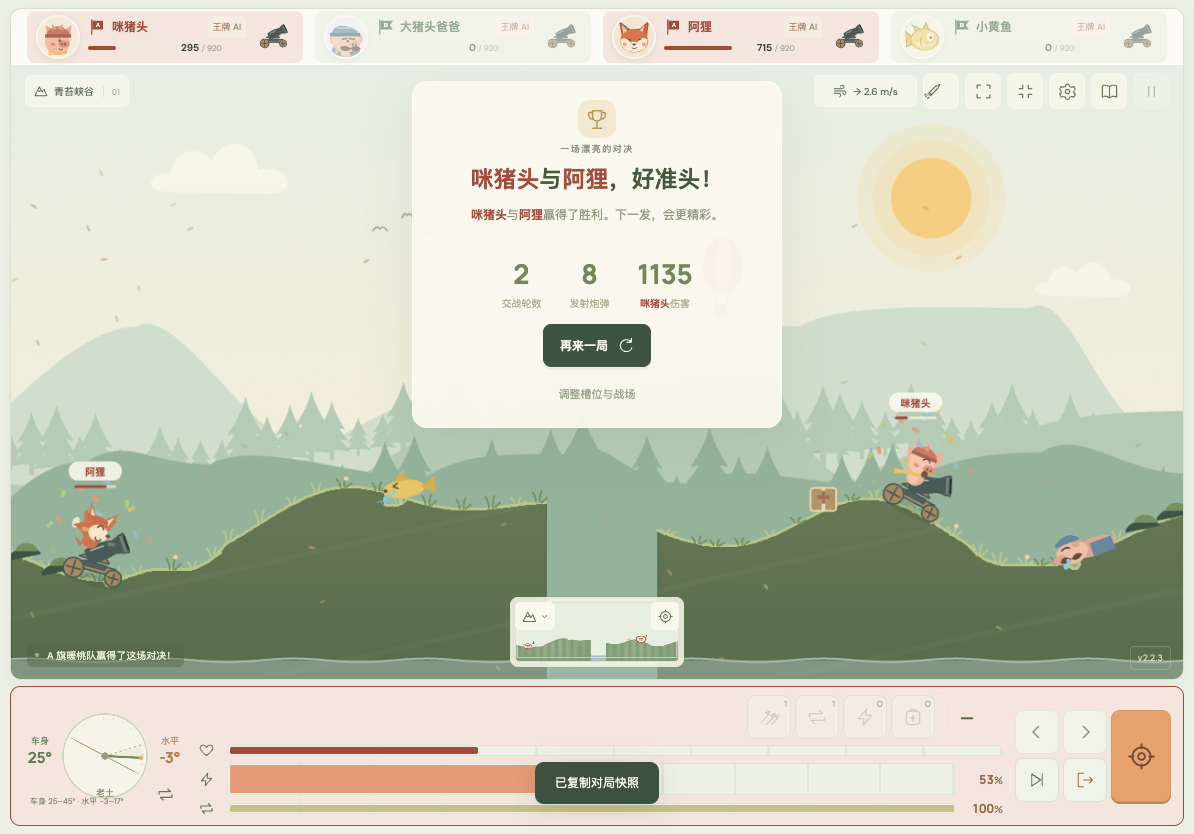 A 咪猪头 王牌 AI
295 / 920
B 大猪头爸爸 王牌 AI
0 / 920
A 阿狸 王牌 AI
715 / 920
B 小黄鱼 王牌 AI
0 / 920
青苔峡谷 01
→ 2.6 m/s
一场漂亮的对决
咪猪头与阿狸，好准头！
咪猪头与阿狸赢得了胜利。下一发，会更精彩。
2 8 1135
交战轮数 发射炮弹 咪猪头伤害
再来一局
调整槽位与战场
咪猪头
阿狸
A 旗暖桃队赢得了这场对决！
v2.2.3
1 1 0 0
车身
25°
水平
-3°
老土
车身 25–45° · 水平 -3–17°
53%
已复制对局快照
100%